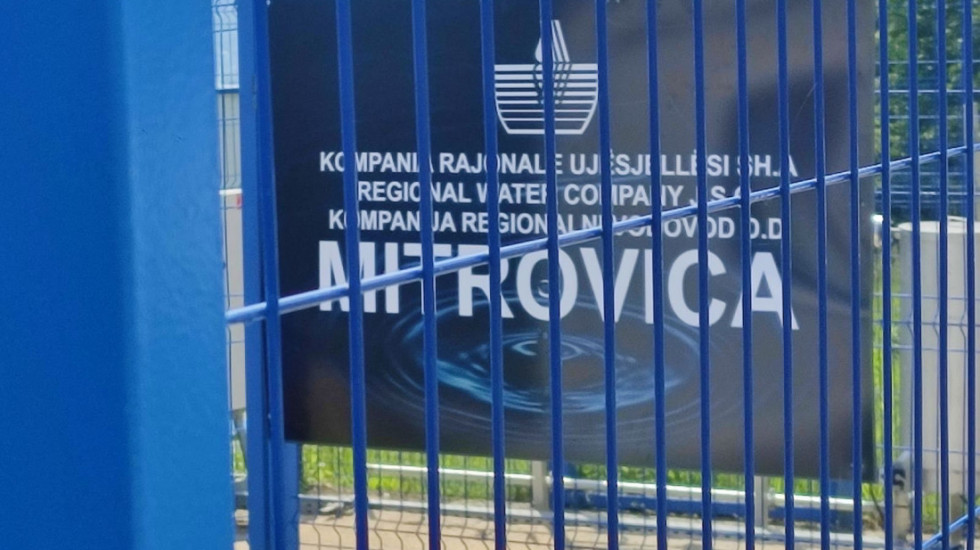 KOMPANIA RAJONALE UJËSJELLËSI SH.A
REGIONAL WATER COMPANY J.S.C
KOMPANIJA REGIONALNI VODOVOD D.D
MITROVICA